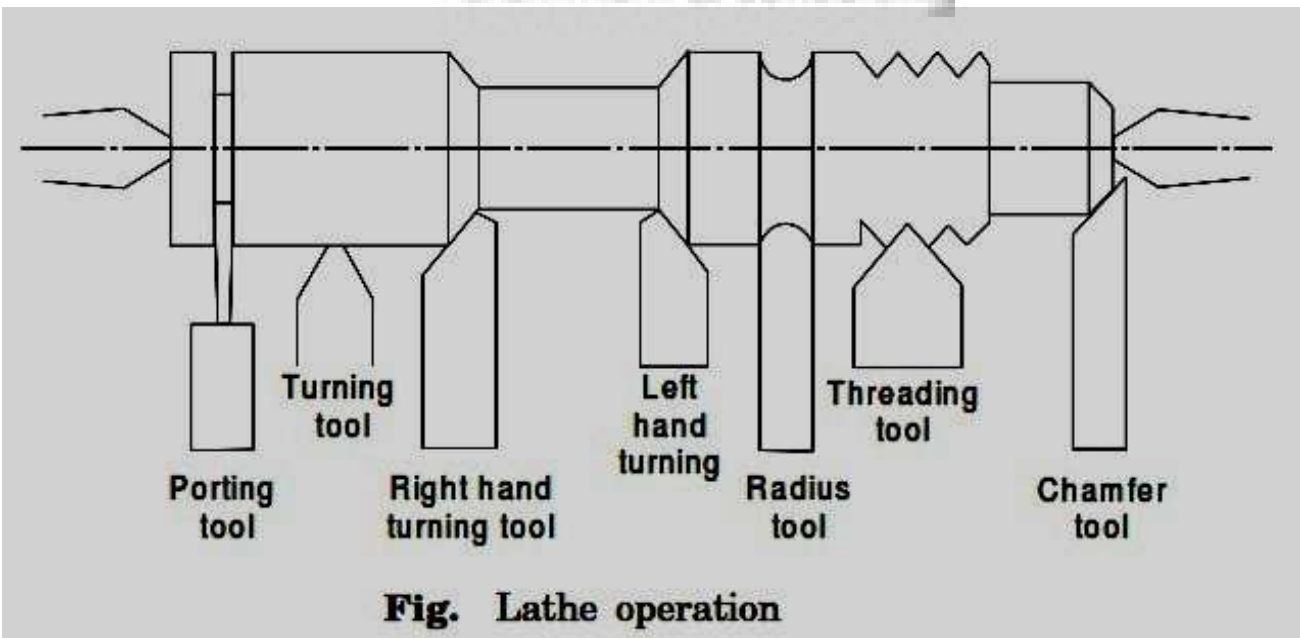 Turning
tool
Left
hand
turning
Threading
tool
Porting
tool
Right hand
turning tool
Radius
tool
Chamfer
tool
Fig. Lathe operation